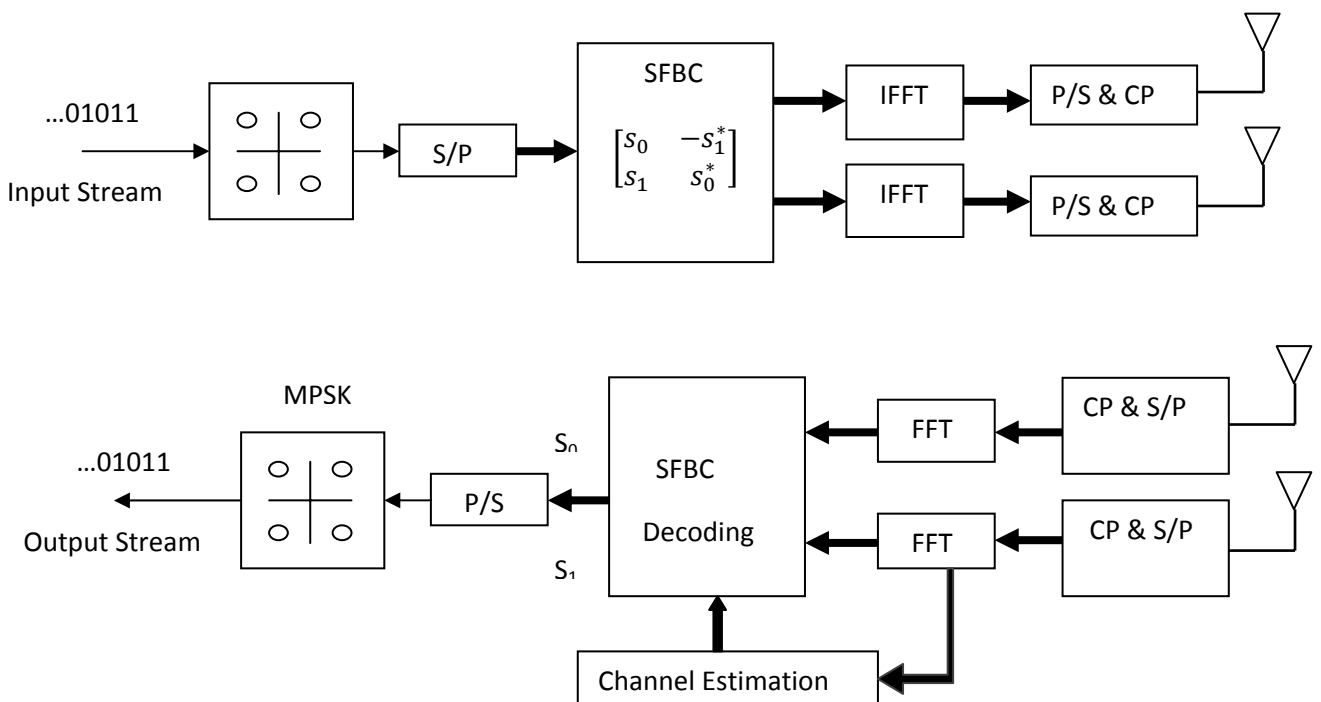 SFBC
IFFT
P/S & CP
...01011
S/P
[s₀ −s₁*]
[s₁ s₀*]
Input Stream
IFFT
P/S & CP
MPSK
CP & S/P
FFT
...01011
S₀
SFBC
P/S
Decoding
Output Stream
FFT
CP & S/P
S₁
Channel Estimation